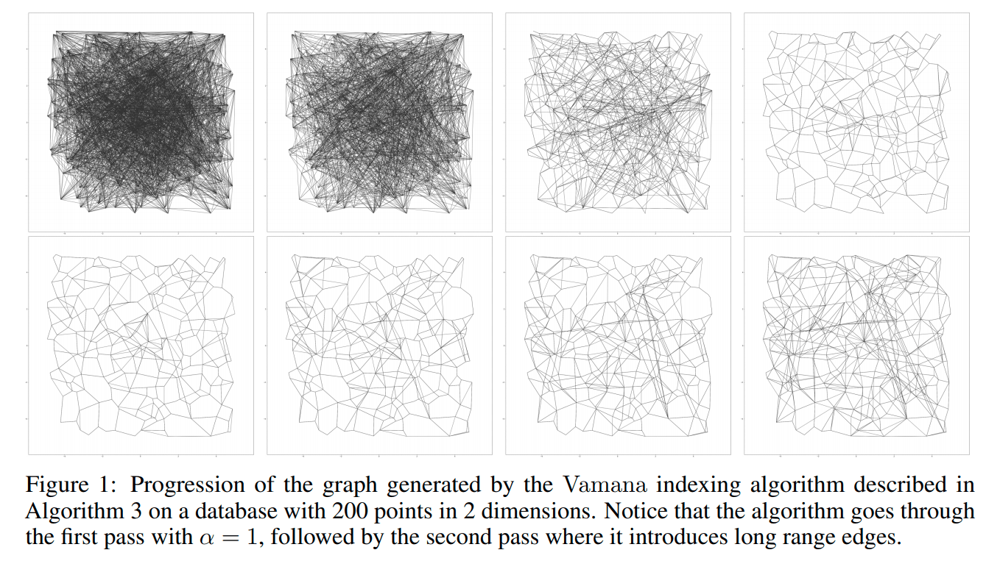 Figure 1: Progression of the graph generated by the Vamana indexing algorithm described in
Algorithm 3 on a database with 200 points in 2 dimensions. Notice that the algorithm goes through
the first pass with α = 1, followed by the second pass where it introduces long range edges.